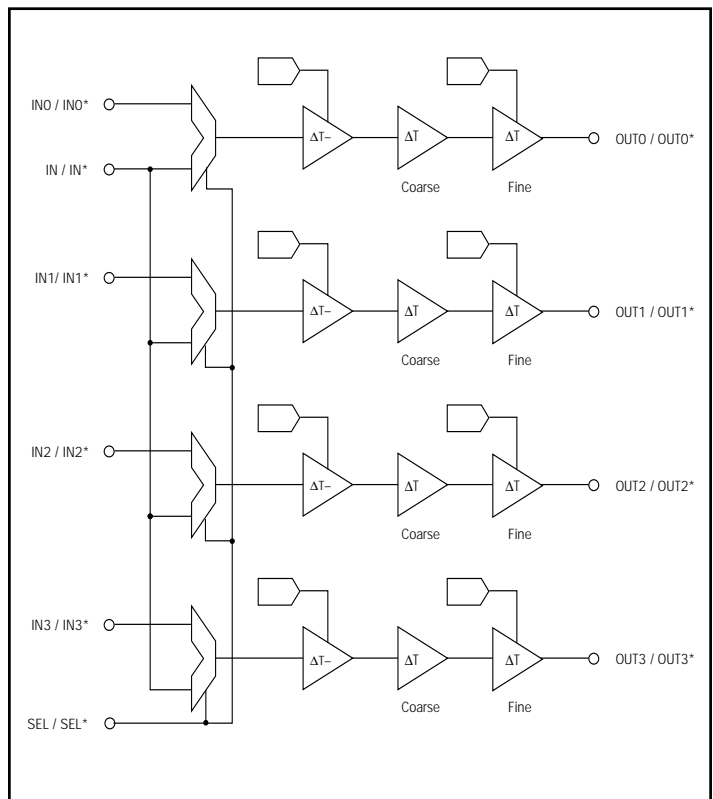 IN0 / IN0*
IN / IN*
ΔT–
ΔT
ΔT
Coarse
Fine
OUT0 / OUT0*
IN1/ IN1*
ΔT–
ΔT
ΔT
Coarse
Fine
OUT1 / OUT1*
IN2 / IN2*
ΔT–
ΔT
ΔT
Coarse
Fine
OUT2 / OUT2*
IN3 / IN3*
ΔT–
ΔT
ΔT
Coarse
Fine
OUT3 / OUT3*
SEL / SEL*